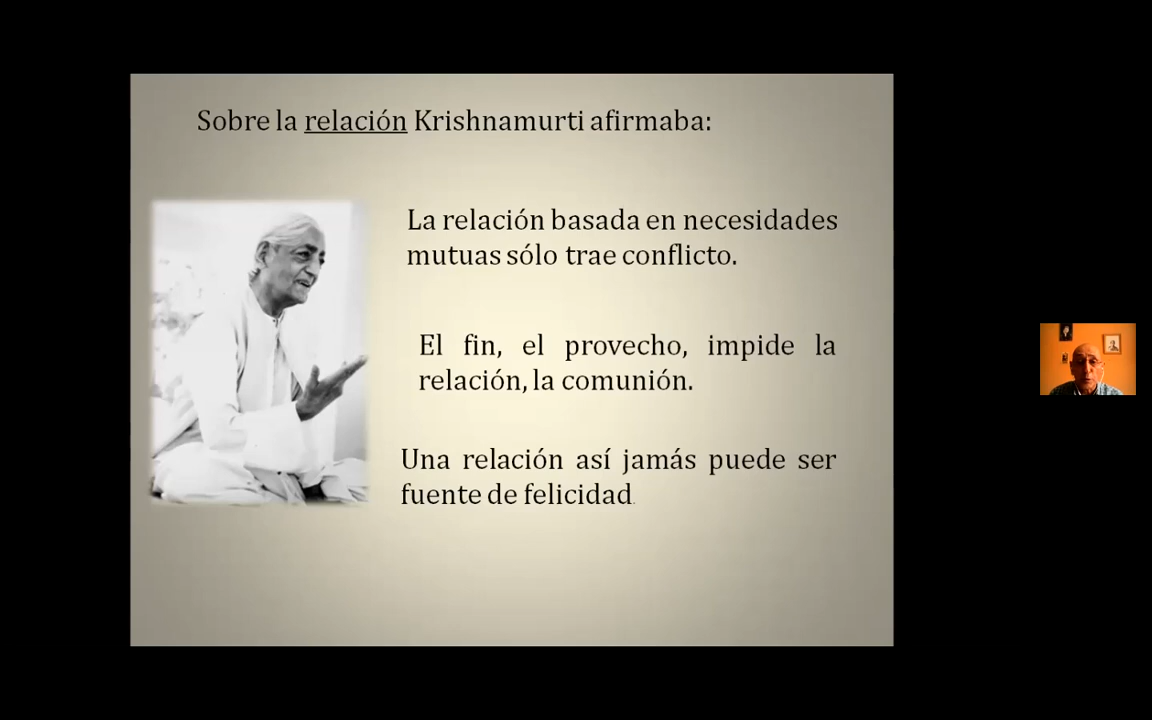 Sobre la relación Krishnamurti afirmaba:
La relación basada en necesidades
mutuas sólo trae conflicto.
El fin, el provecho, impide la
relación, la comunión.
Una relación así jamás puede ser
fuente de felicidad.